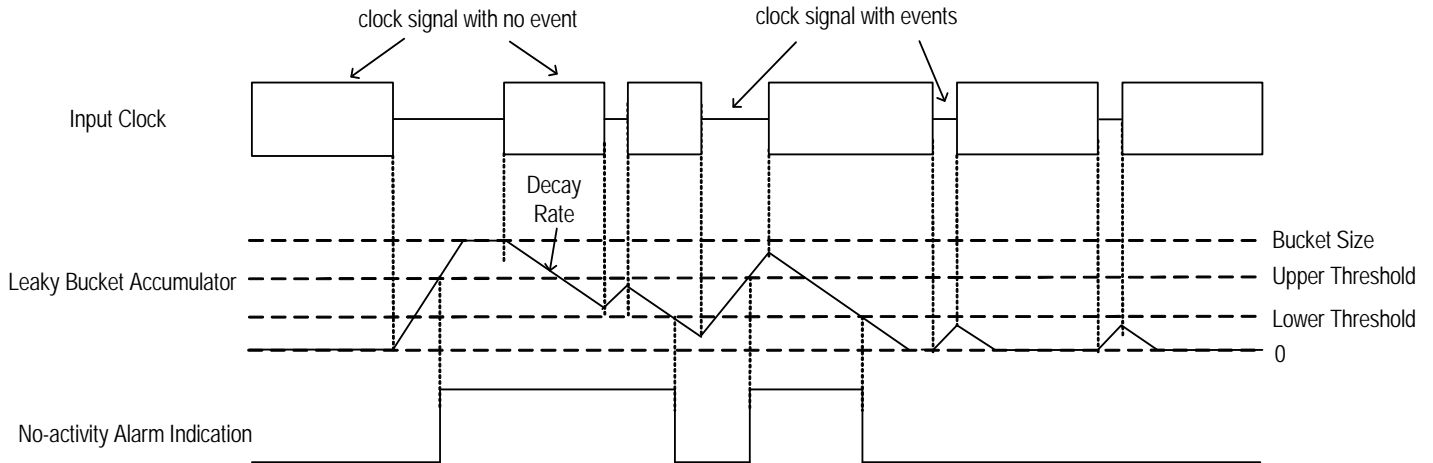 clock signal with no event
clock signal with events
Input Clock
Decay
Rate
Bucket Size
Leaky Bucket Accumulator
Upper Threshold
Lower Threshold
0
No-activity Alarm Indication